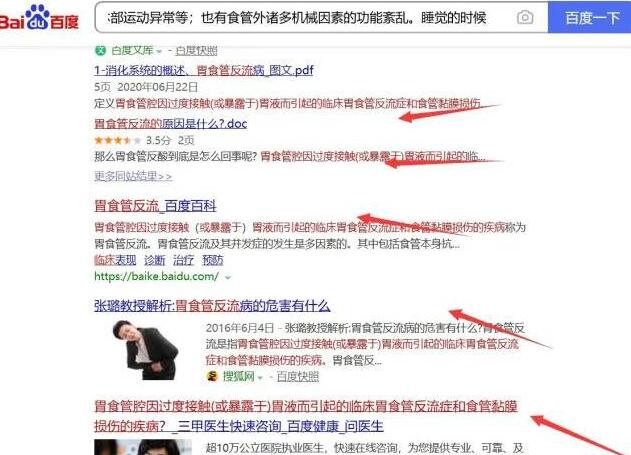 Bai du 百度
部运动异常等；也有食管外诸多机械因素的功能紊乱。睡觉的时候
百度一下
百度文库 - 百度快照
1-消化系统的概述、胃食管反流病_图文.pdf
5页 2020年06月22日
定义胃食管腔因过度接触(或暴露于)胃液而引起的临床胃食管反流症和食管黏膜损伤...
胃食管反流的原因是什么?.doc
3.5分 2页
那么胃食管反酸到底是怎么回事呢? 胃食管腔因过度接触(或暴露于)胃液而引起的临...
更多同站结果>>
胃食管反流_百度百科
胃食管腔因过度接触（或暴露于）胃液而引起的临床胃食管反流症和食管黏膜损伤的疾病称为
胃食管反流。胃食管反流及其并发症的发生是多因素的。其中包括食管本身抗...
临床表现 诊断 治疗 预防
https://baike.baidu.com/
张璐教授解析:胃食管反流病的危害有什么
2016年6月4日 - 张璐教授解析:胃食管反流病的危害有什么?胃食管反
流是指胃食管腔因过度接触(或暴露于)胃液而引起的临床胃食管反流症
和食管黏膜损伤的疾病。胃食管反...
搜狐网 - 百度快照
胃食管腔因过度接触(或暴露于)胃液而引起的临床胃食管反流症和食管黏膜
损伤的疾病? _三甲医生快速咨询_百度健康_问医生
超10万公立医院执业医生，快速在线咨询，为您提供专业、可靠、及